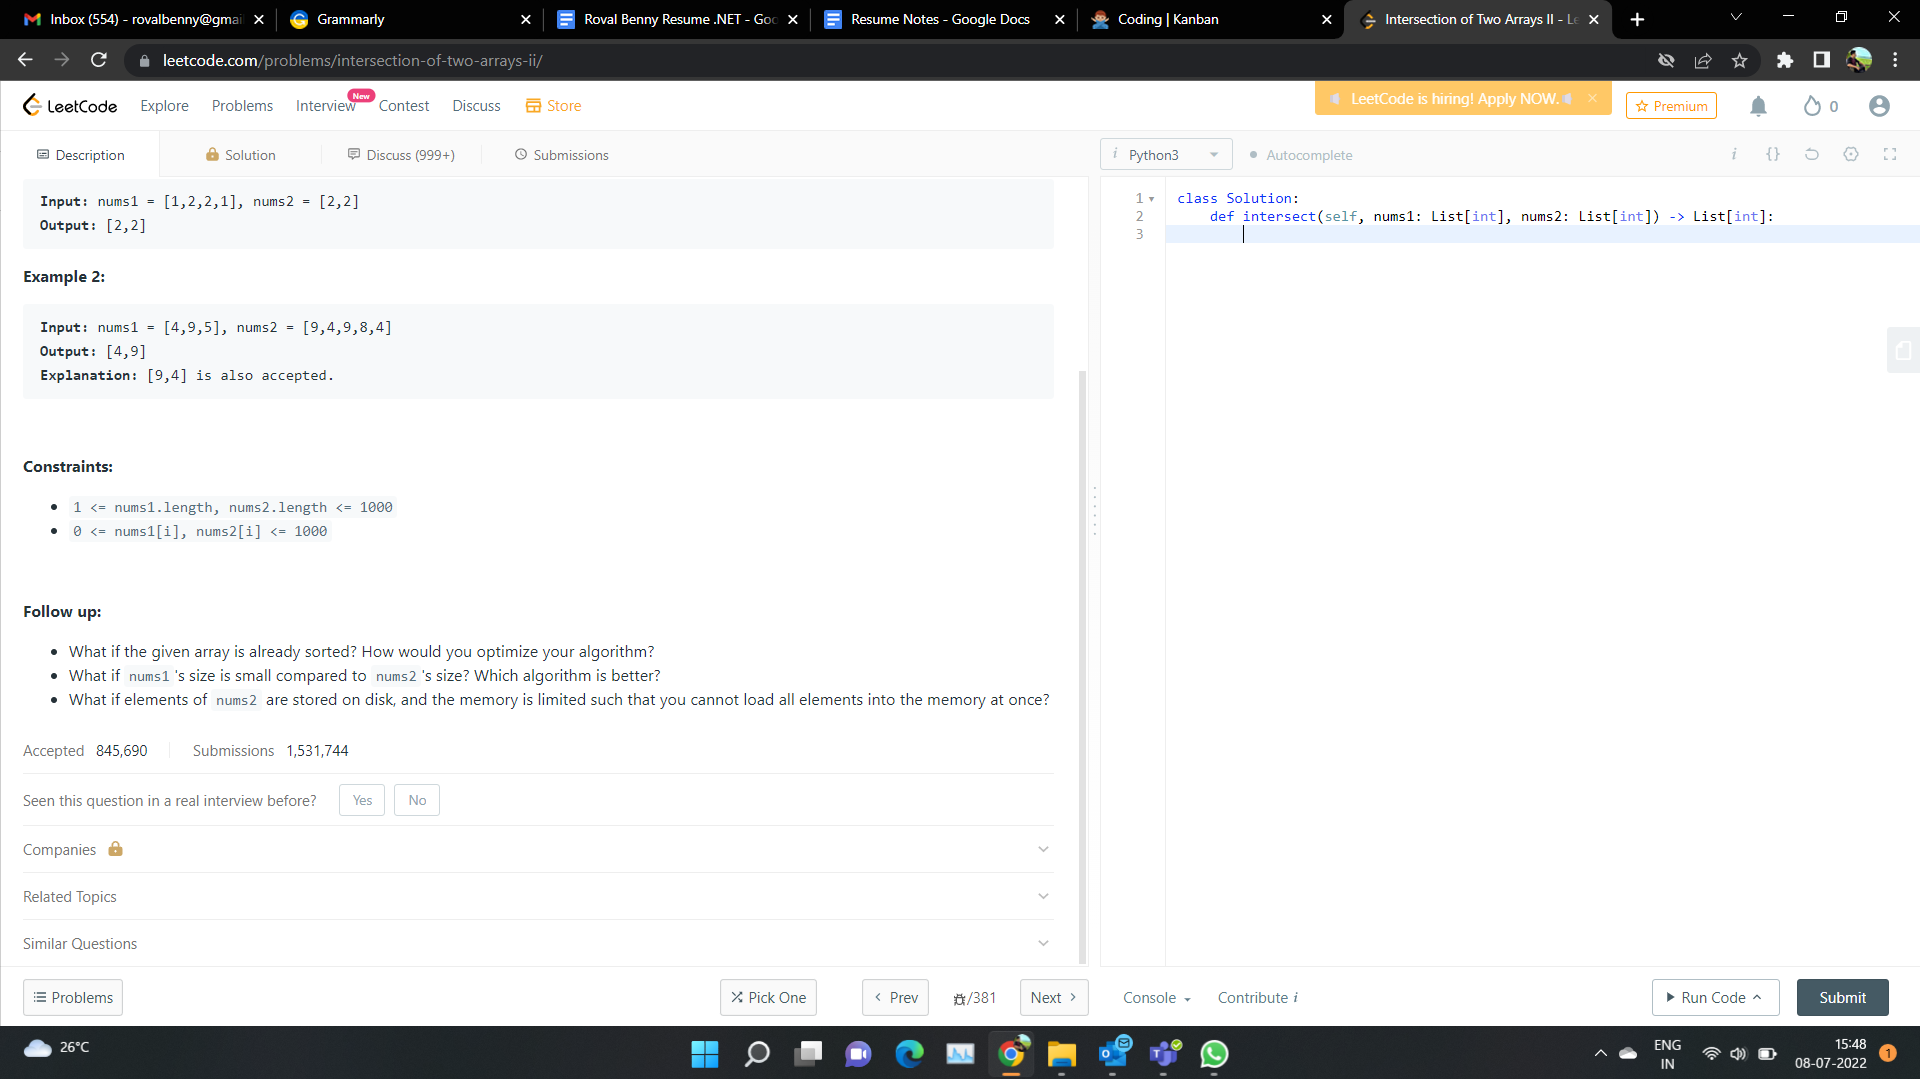 Inbox (554) - rovalbenny@gmai
Grammarly
Roval Benny Resume .NET - Goo
Resume Notes - Google Docs
Coding | Kanban
Intersection of Two Arrays II - Le
leetcode.com/problems/intersection-of-two-arrays-ii/
LeetCode
Explore
Problems
Interview
New
Contest
Discuss
Store
LeetCode is hiring! Apply NOW.
Premium
0
Description
Solution
Discuss (999+)
Submissions
Python3
Autocomplete
Input: nums1 = [1,2,2,1], nums2 = [2,2]
Output: [2,2]
Example 2:
Input: nums1 = [4,9,5], nums2 = [9,4,9,8,4]
Output: [4,9]
Explanation: [9,4] is also accepted.
Constraints:
1 <= nums1.length, nums2.length <= 1000
0 <= nums1[i], nums2[i] <= 1000
Follow up:
What if the given array is already sorted? How would you optimize your algorithm?
What if nums1's size is small compared to nums2's size? Which algorithm is better?
What if elements of nums2 are stored on disk, and the memory is limited such that you cannot load all elements into the memory at once?
Accepted 845,690 Submissions 1,531,744
Seen this question in a real interview before? Yes No
Companies
Related Topics
Similar Questions
1 class Solution:
2 def intersect(self, nums1: List[int], nums2: List[int]) -> List[int]:
3
Problems
Pick One
Prev
/381
Next
Console
Contribute i
Run Code
Submit
26°C
ENG
IN
15:48
08-07-2022
1